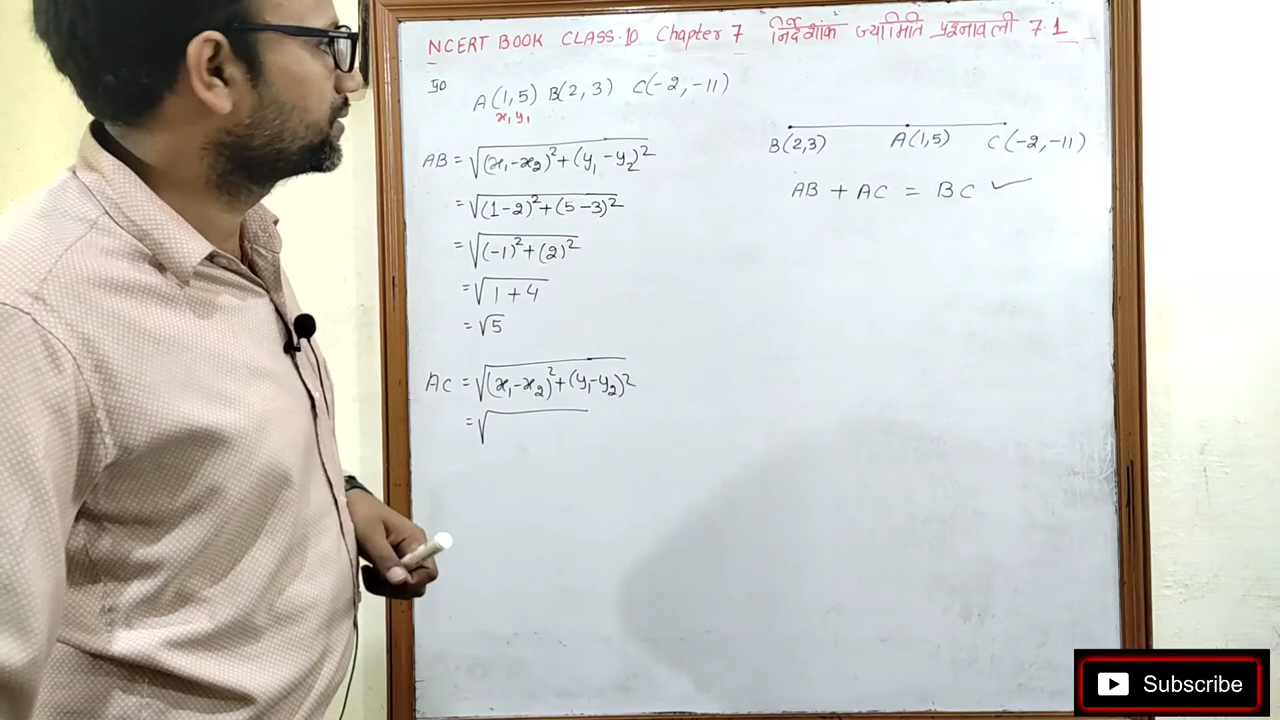 NCERT BOOK CLASS.10 Chapter 7 निर्देशांक ज्यामिति प्रश्नावली 7.1
प्र०
A(1,5) B(2,3) C(-2,-11)
x₁ y₁
AB = √(x₁-x₂)²+(y₁-y₂)²
= √(1-2)²+(5-3)²
= √(-1)²+(2)²
= √1+4
= √5
AC = √(x₁-x₂)²+(y₁-y₂)²
= √
B(2,3) A(1,5) C(-2,-11)
AB + AC = BC ✓
Subscribe